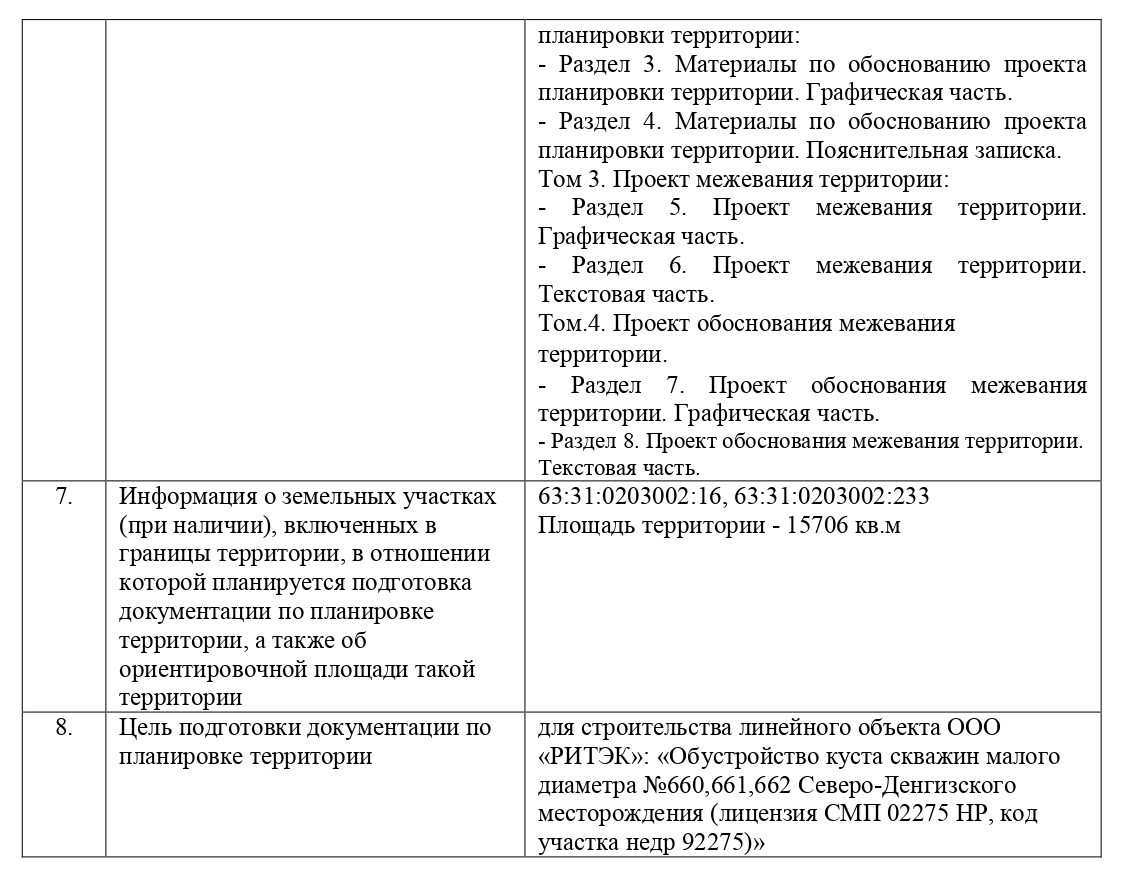 планировки территории:
- Раздел 3. Материалы по обоснованию проекта
планировки территории. Графическая часть.
- Раздел 4. Материалы по обоснованию проекта
планировки территории. Пояснительная записка.
Том 3. Проект межевания территории:
- Раздел 5. Проект межевания территории.
Графическая часть.
- Раздел 6. Проект межевания территории.
Текстовая часть.
Том.4. Проект обоснования межевания
территории.
- Раздел 7. Проект обоснования межевания
территории. Графическая часть.
- Раздел 8. Проект обоснования межевания территории.
Текстовая часть.
7.
Информация о земельных участках
(при наличии), включенных в
границы территории, в отношении
которой планируется подготовка
документации по планировке
территории, а также об
ориентировочной площади такой
территории
63:31:0203002:16, 63:31:0203002:233
Площадь территории - 15706 кв.м
8.
Цель подготовки документации по
планировке территории
для строительства линейного объекта ООО
«РИТЭК»: «Обустройство куста скважин малого
диаметра №660,661,662 Северо-Денгизского
месторождения (лицензия СМП 02275 НР, код
участка недр 92275)»